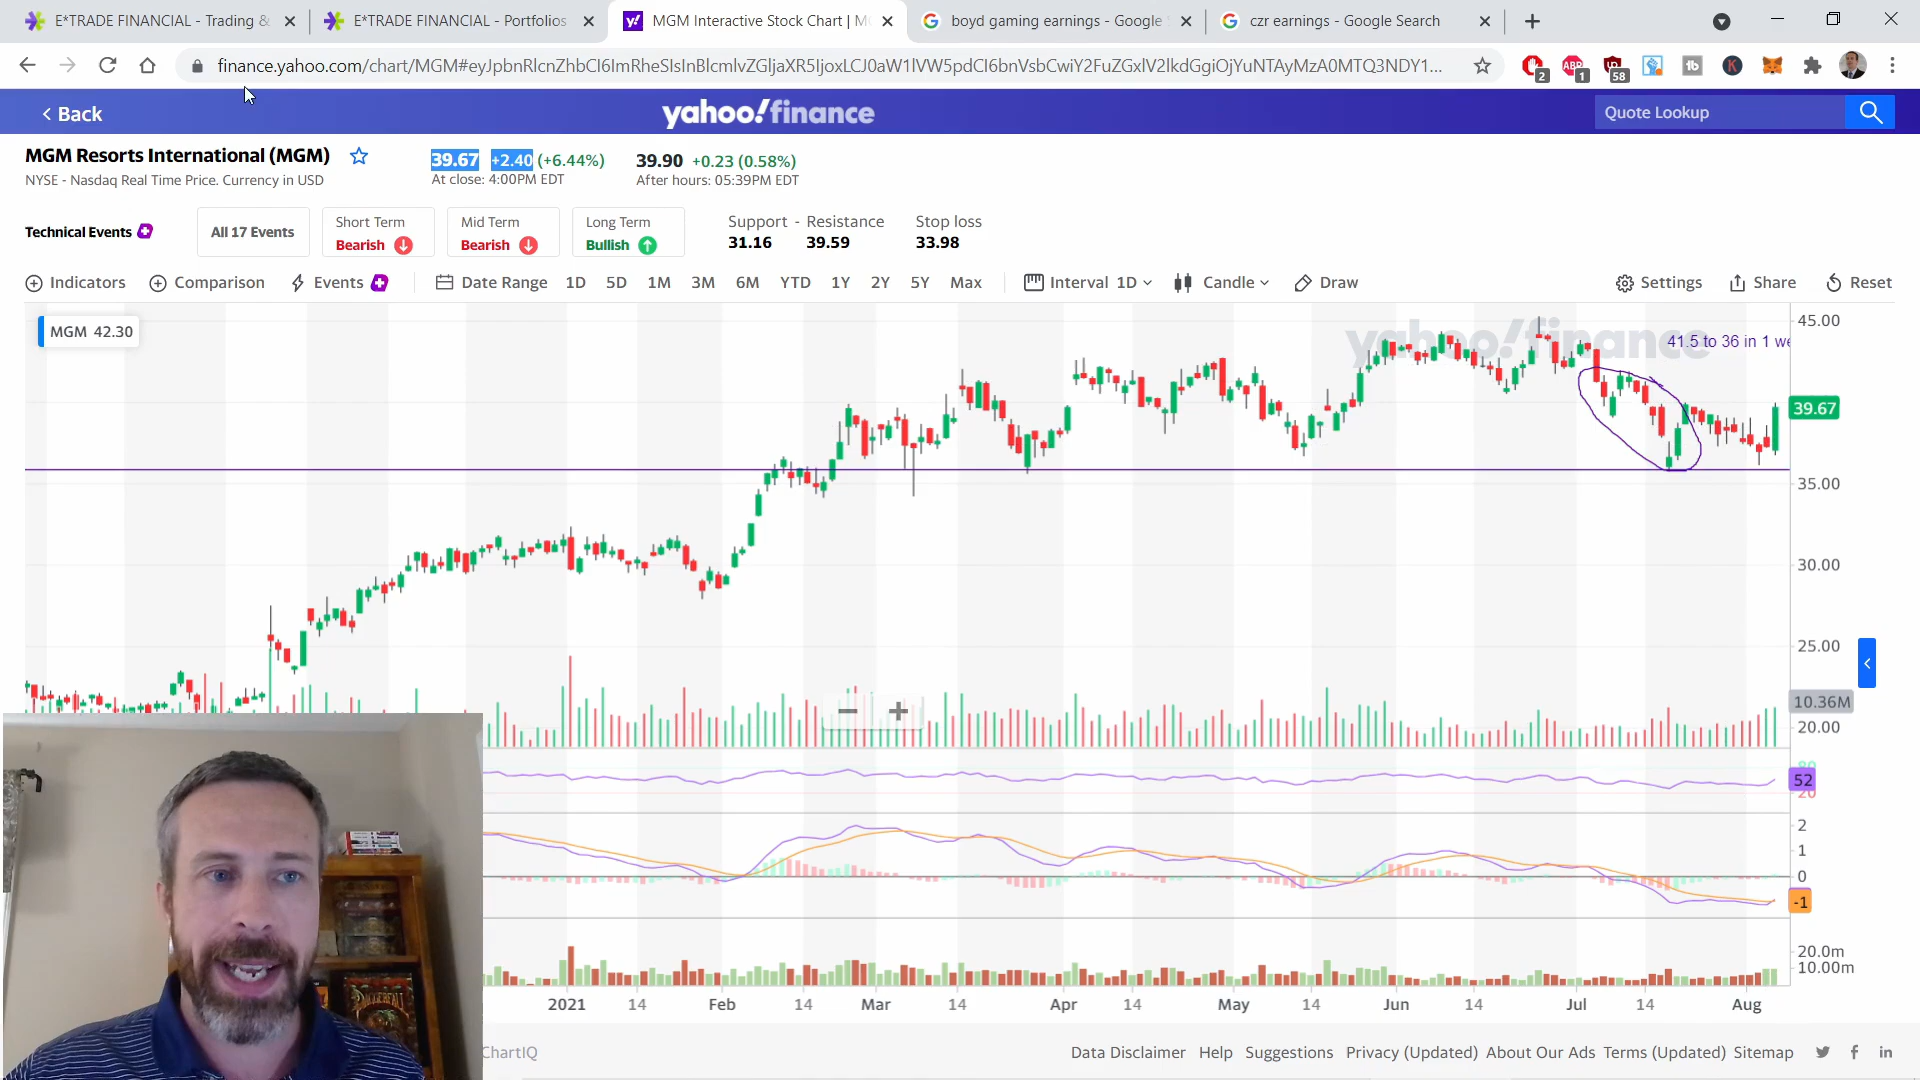 E*TRADE FINANCIAL - Trading &
E*TRADE FINANCIAL - Portfolios
MGM Interactive Stock Chart | M
boyd gaming earnings - Google
czr earnings - Google Search
2
ABP
1
58
tb
K
< Back
yahoo!finance
Quote Lookup
MGM Resorts International (MGM)
NYSE - Nasdaq Real Time Price. Currency in USD
39.67 +2.40 (+6.44%)
At close: 4:00PM EDT
39.90 +0.23 (0.58%)
After hours: 05:39PM EDT
Technical Events
All 17 Events
Short Term
Bearish
Mid Term
Bearish
Long Term
Bullish
Support - Resistance
31.16 39.59
Stop loss
33.98
Indicators
Comparison
Events
Date Range 1D 5D 1M 3M 6M YTD 1Y 2Y 5Y Max
Interval 1D
Candle
Draw
Settings
Share
Reset
MGM 42.30
yahoo!finance
41.5 to 36 in 1 we
45.00
39.67
35.00
30.00
25.00
10.36M
20.00
80
52
20
2
1
0
-1
20.0m
10.00m
2021 14 Feb 14 Mar 14 Apr 14 May 14 Jun 14 Jul 14 Aug
ChartIQ
Data Disclaimer Help Suggestions Privacy (Updated) About Our Ads Terms (Updated) Sitemap